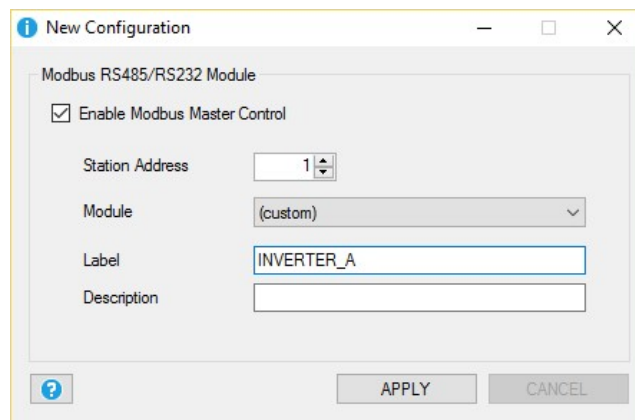 New Configuration
Modbus RS485/RS232 Module
Enable Modbus Master Control
Station Address 1
Module (custom)
Label INVERTER_A
Description
APPLY CANCEL